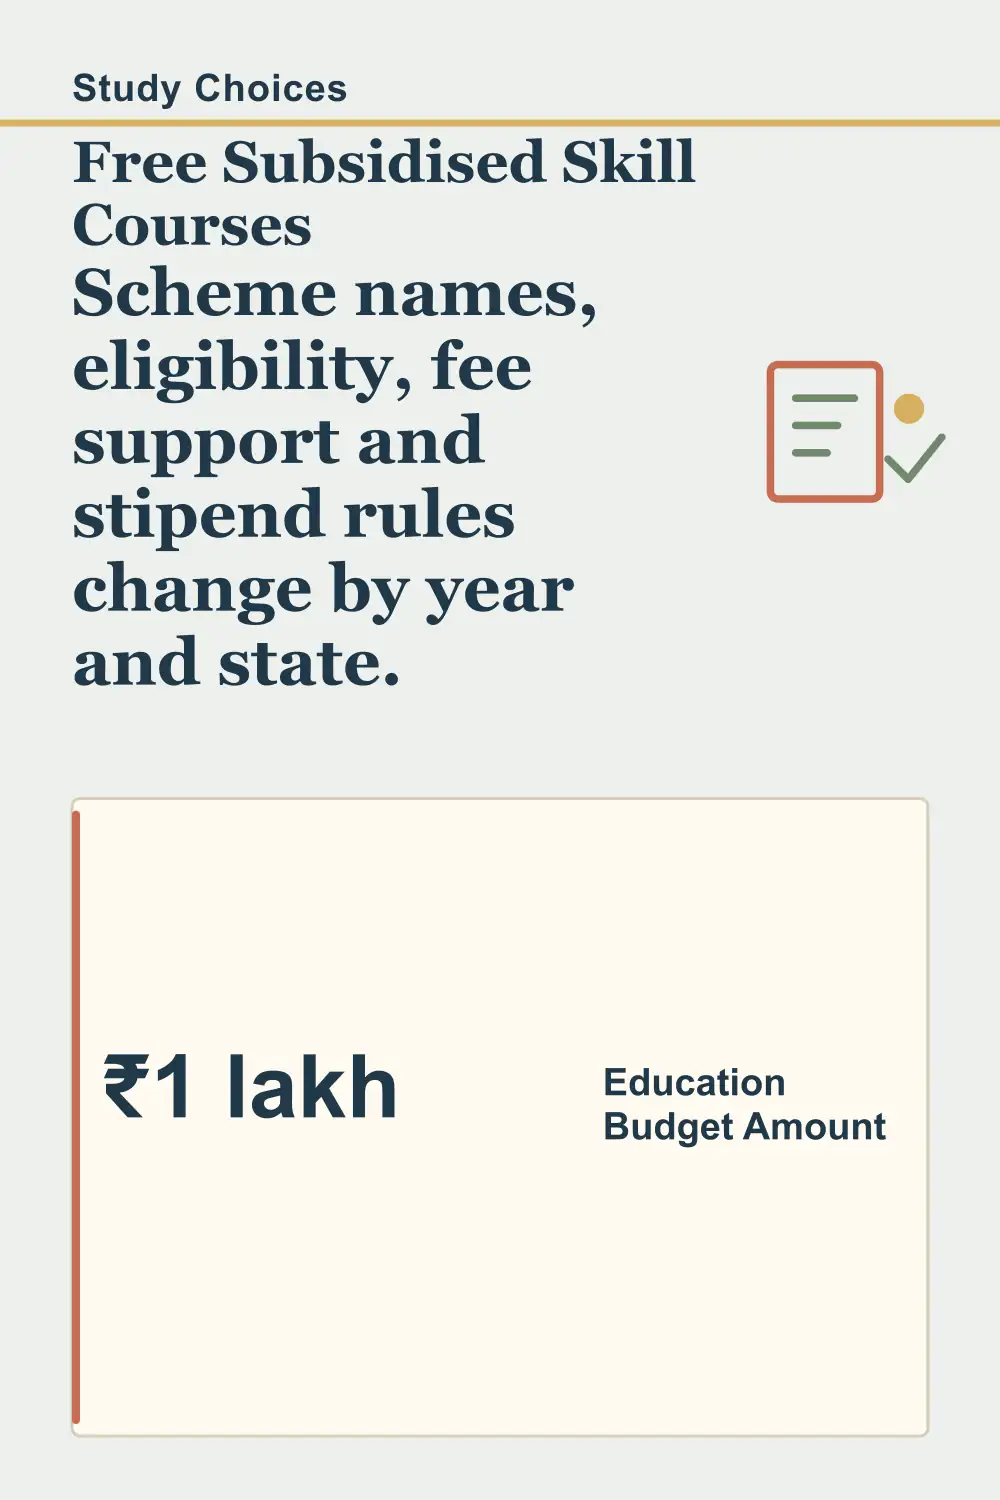 Study Choices
Free Subsidised Skill
Courses
Scheme names,
eligibility, fee
support and
stipend rules
change by year
and state.
₹1 lakh
Education
Budget Amount